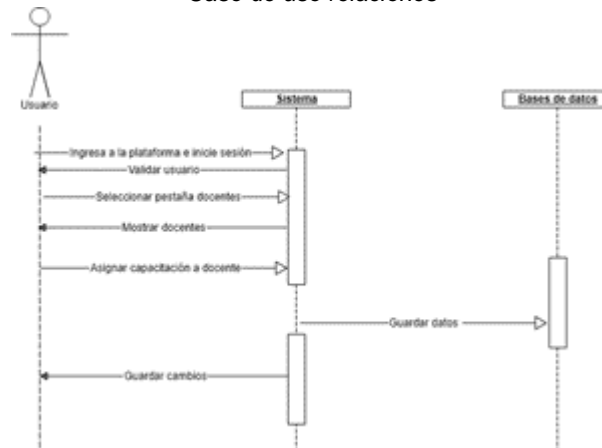 Caso de uso relaciones
Usuario
Sistema
Bases de datos
Ingresa a la plataforma e inicie sesión
Validar usuario
Seleccionar pestaña docentes
Mostrar docentes
Asignar capacitación a docente
Guardar datos
Guardar cambios